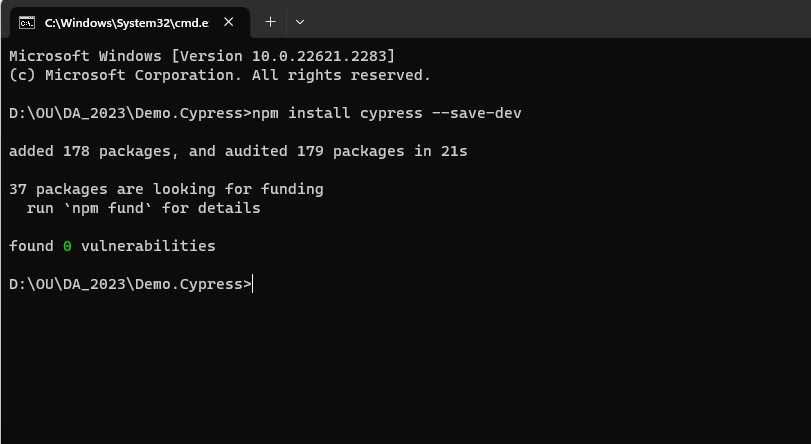 C:\Windows\System32\cmd.e
Microsoft Windows [Version 10.0.22621.2283]
(c) Microsoft Corporation. All rights reserved.
D:\OU\DA_2023\Demo.Cypress>npm install cypress --save-dev
added 178 packages, and audited 179 packages in 21s
37 packages are looking for funding
run `npm fund` for details
found 0 vulnerabilities
D:\OU\DA_2023\Demo.Cypress>